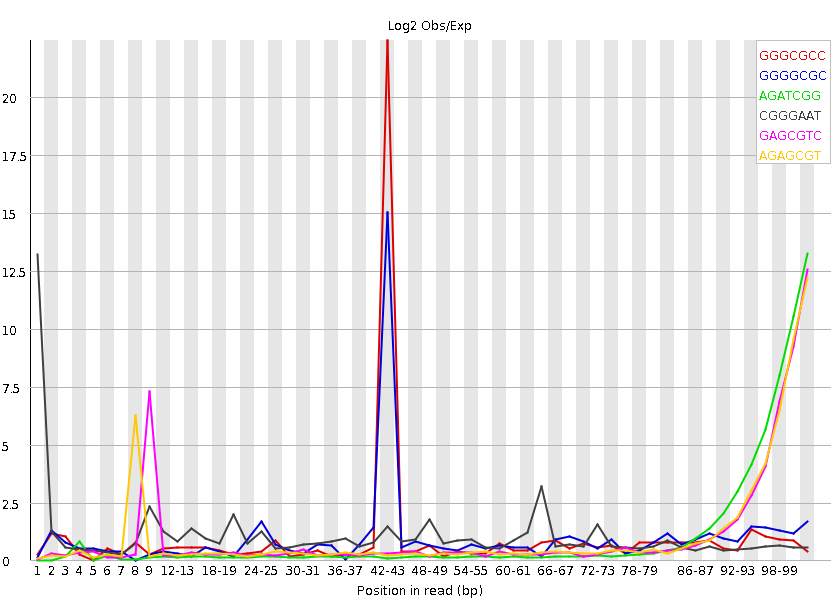 Log2 Obs/Exp
GGGCGCC
GGGGCGC
AGATCGG
CGGGAAT
GAGCGTC
AGAGCGT
20
17.5
15
12.5
10
7.5
5
2.5
0
1 2 3 4 5 6 7 8 9 12-13 18-19 24-25 30-31 36-37 42-43 48-49 54-55 60-61 66-67 72-73 78-79 86-87 92-93 98-99
Position in read (bp)